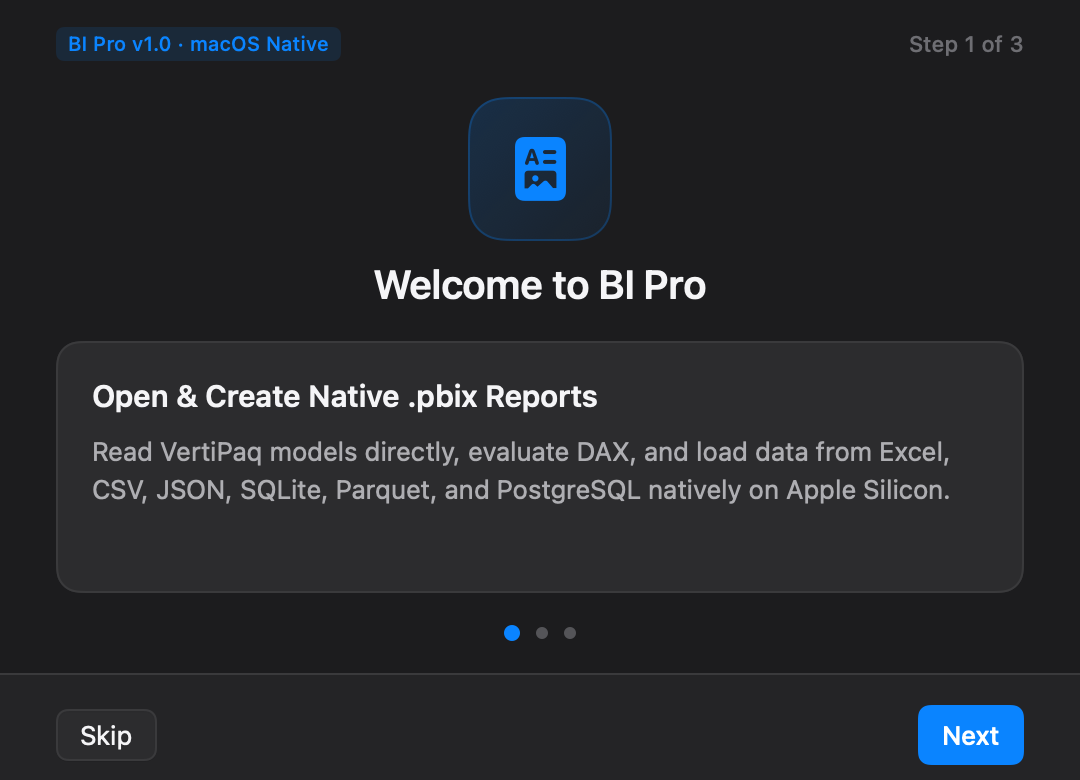 BI Pro v1.0 · macOS Native
Step 1 of 3
A
Welcome to BI Pro
Open & Create Native .pbix Reports
Read VertiPaq models directly, evaluate DAX, and load data from Excel,
CSV, JSON, SQLite, Parquet, and PostgreSQL natively on Apple Silicon.
Skip
Next